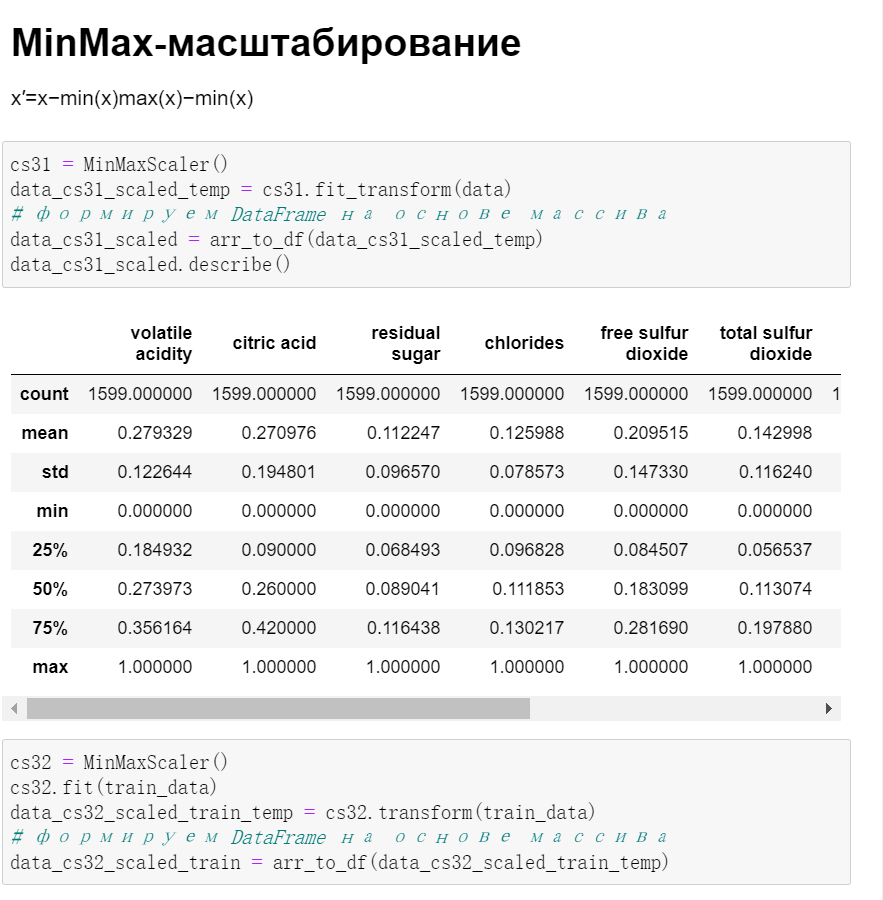 MinMax-масштабирование
x′=x−min(x)max(x)−min(x)
cs31 = MinMaxScaler()
data_cs31_scaled_temp = cs31.fit_transform(data)
# формируем DataFrame на основе массива
data_cs31_scaled = arr_to_df(data_cs31_scaled_temp)
data_cs31_scaled.describe()
volatile acidity citric acid residual sugar chlorides free sulfur dioxide total sulfur dioxide
count 1599.000000 1599.000000 1599.000000 1599.000000 1599.000000 1599.000000 1
mean 0.279329 0.270976 0.112247 0.125988 0.209515 0.142998
std 0.122644 0.194801 0.096570 0.078573 0.147330 0.116240
min 0.000000 0.000000 0.000000 0.000000 0.000000 0.000000
25% 0.184932 0.090000 0.068493 0.096828 0.084507 0.056537
50% 0.273973 0.260000 0.089041 0.111853 0.183099 0.113074
75% 0.356164 0.420000 0.116438 0.130217 0.281690 0.197880
max 1.000000 1.000000 1.000000 1.000000 1.000000 1.000000
cs32 = MinMaxScaler()
cs32.fit(train_data)
data_cs32_scaled_train_temp = cs32.transform(train_data)
# формируем DataFrame на основе массива
data_cs32_scaled_train = arr_to_df(data_cs32_scaled_train_temp)